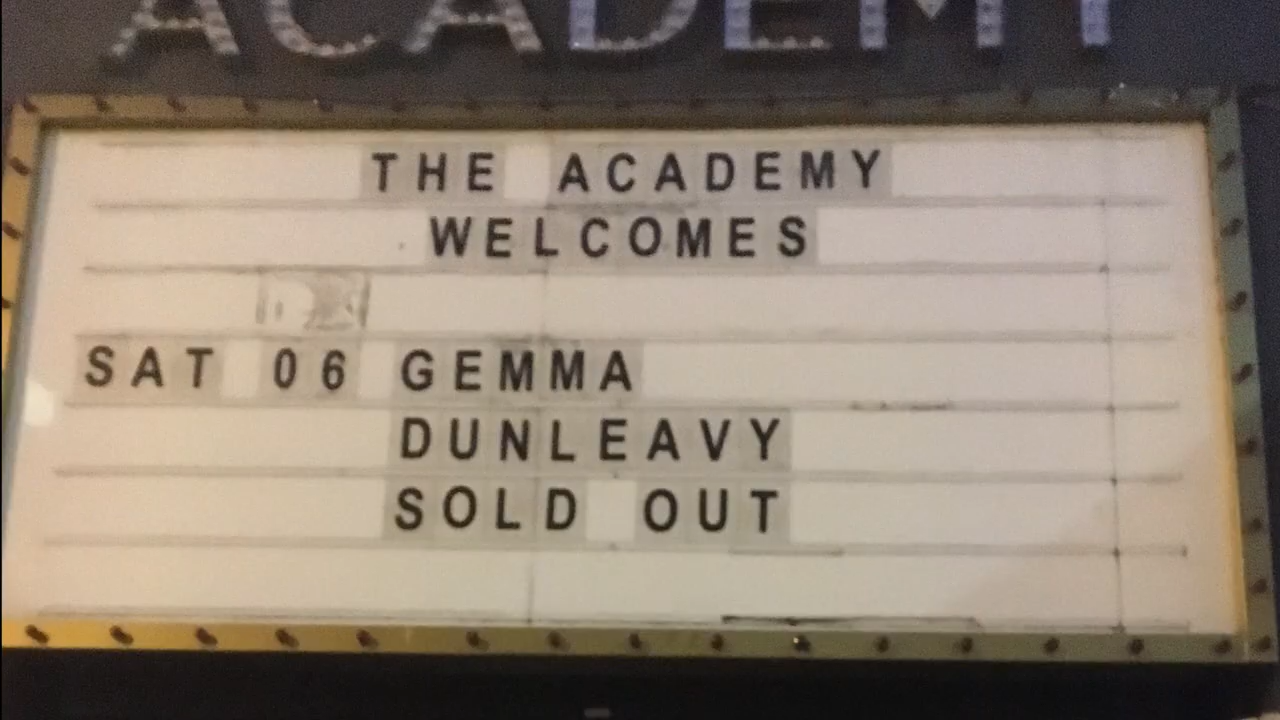 ACADEMY
THE ACADEMY
WELCOMES
SAT 06 GEMMA
DUNLEAVY
SOLD OUT